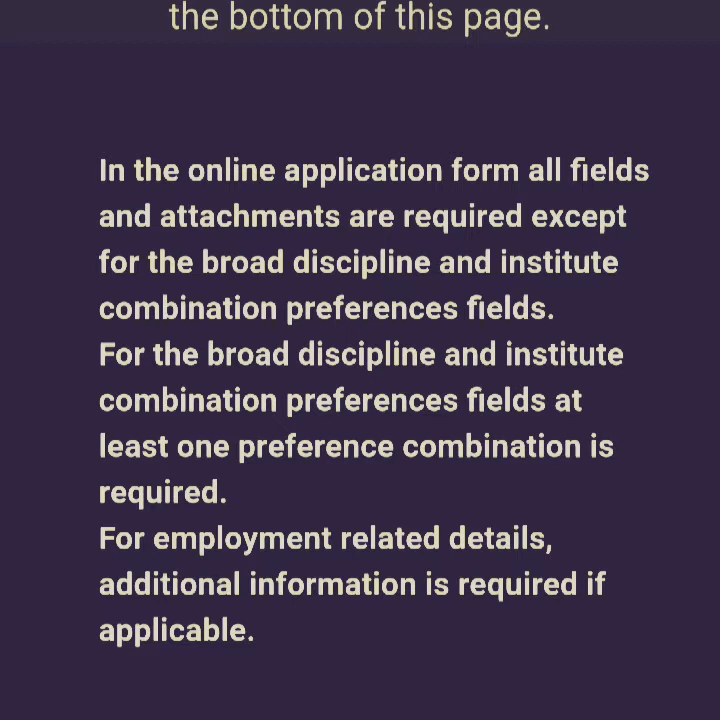 the bottom of this page.
In the online application form all fields
and attachments are required except
for the broad discipline and institute
combination preferences fields.
For the broad discipline and institute
combination preferences fields at
least one preference combination is
required.
For employment related details,
additional information is required if
applicable.